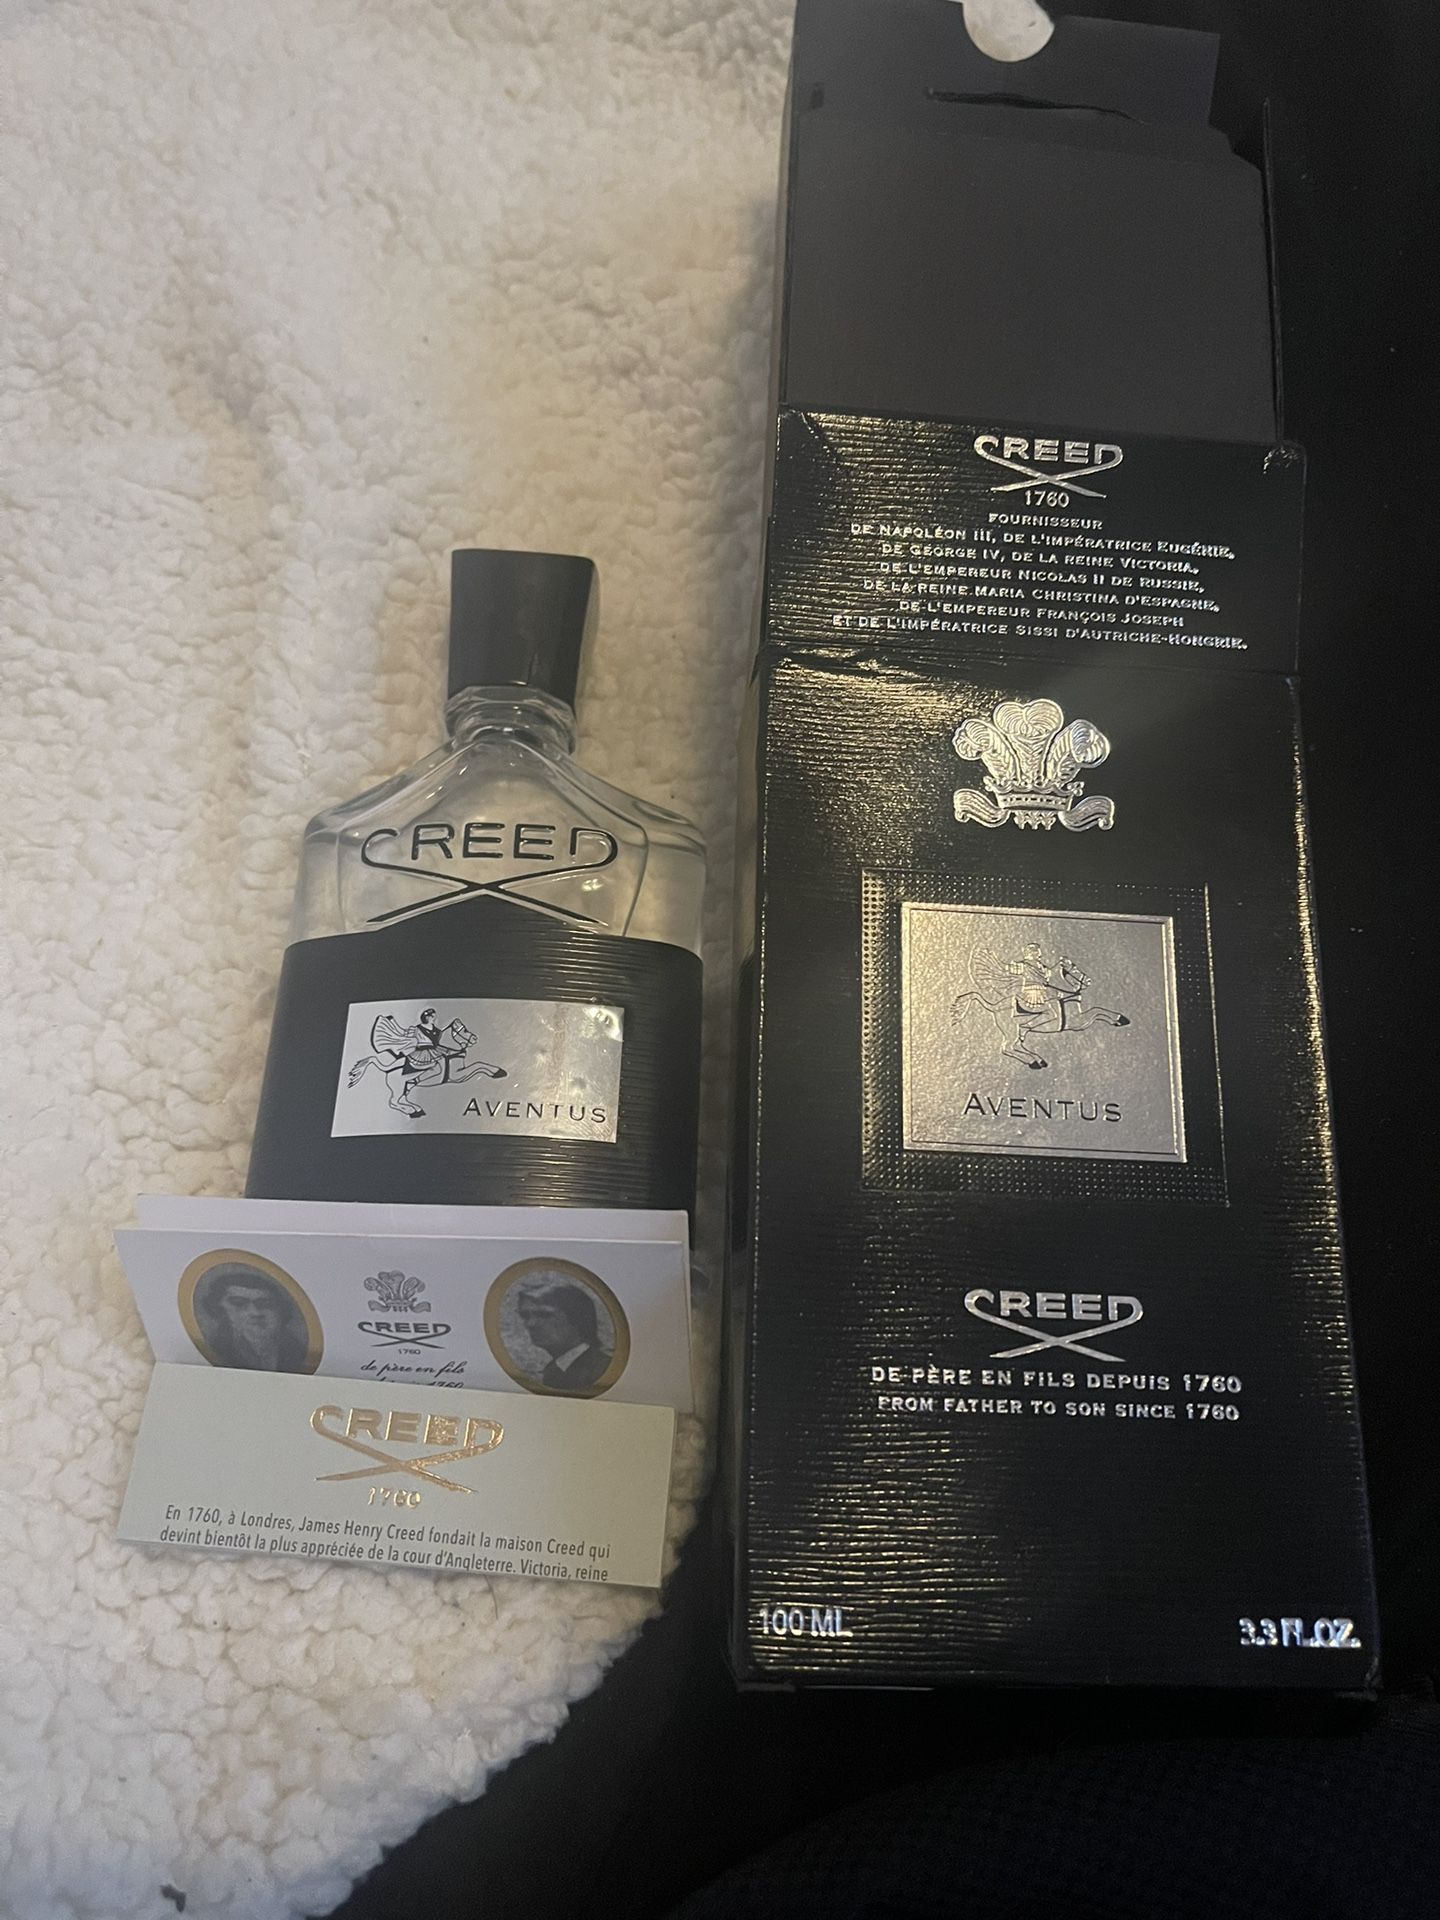 CREED
1760
FOURNISSEUR
DE NAPOLÉON III, DE L'IMPÉRATRICE EUGÉNIE,
DE GEORGE IV, DE LA REINE VICTORIA,
DE L'EMPEREUR NICOLAS II DE RUSSIE,
DE LA REINE MARIA CHRISTINA D'ESPAGNE,
DE L'EMPEREUR FRANÇOIS JOSEPH
ET DE L'IMPÉRATRICE SISSI D'AUTRICHE-HONGRIE.
AVENTUS
CREED
DE PÈRE EN FILS DEPUIS 1760
FROM FATHER TO SON SINCE 1760
100 ML
3.3 FL.OZ.
CREED
AVENTUS
CREED
1760
de père en fils
1760
CREED
1760
En 1760, à Londres, James Henry Creed fondait la maison Creed qui
devint bientôt la plus appréciée de la cour d'Angleterre. Victoria, reine